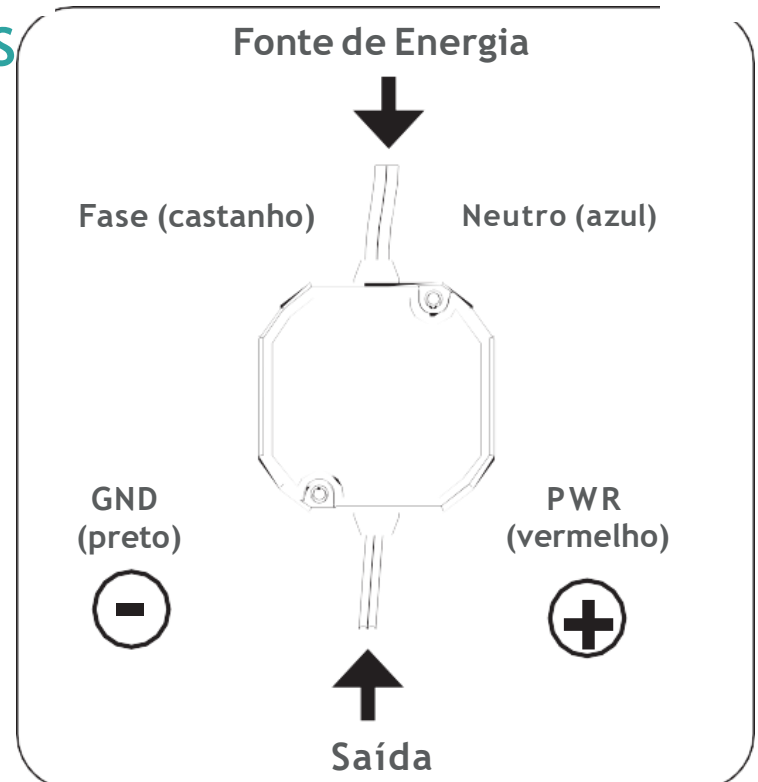 S
Fonte de Energia
Fase (castanho)
Neutro (azul)
GND
(preto)
PWR
(vermelho)
-
+
Saída